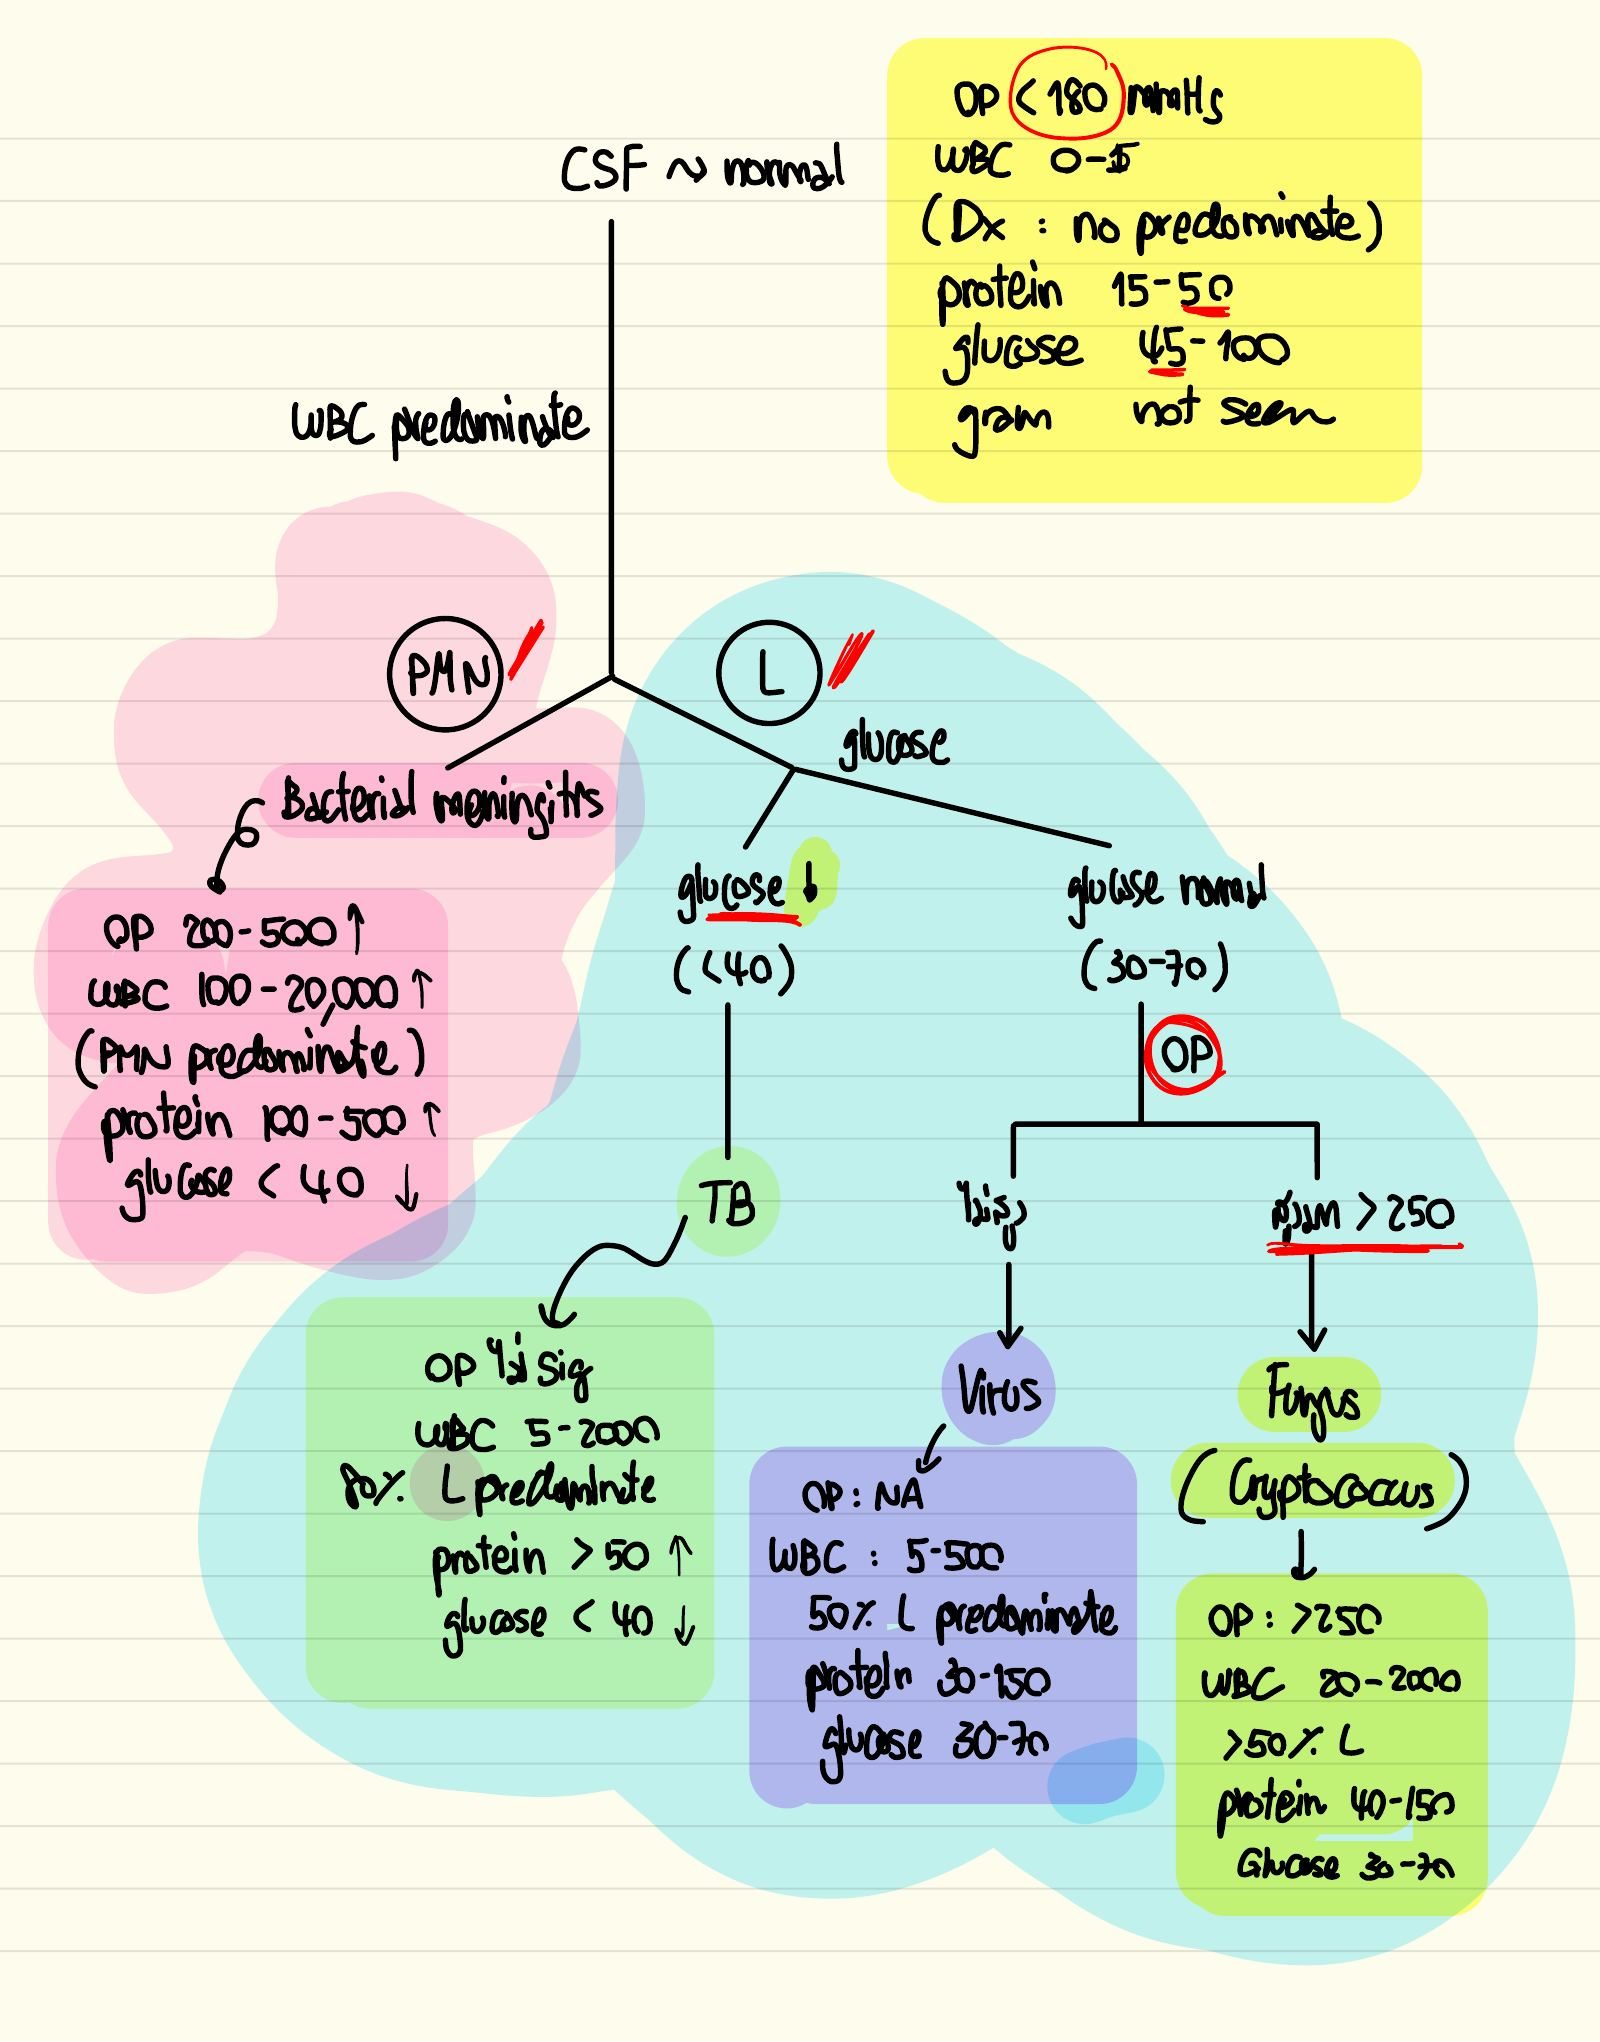 OP < 180 mmHg
CSF ~ normal
WBC 0-5
(Dx : no predominate)
protein 15-50
glucose 45-100
gram not seen
WBC predominate
PMN
L
glucose
Bacterial meningitis
OP 200-500 ↑
WBC 100-20,000 ↑
(PMN predominate)
protein 100-500 ↑
glucose < 40 ↓
glucose ↓
(<40)
glucose normal
(30-70)
OP
TB
ไม่สูง
สูงมาก > 250
OP ไม่ sig
WBC 5-2000
80% L predominate
protein > 50 ↑
glucose < 40 ↓
Virus
OP : NA
WBC : 5-500
50% L predominate
protein 30-150
glucose 30-70
Fungus
(Cryptococcus)
OP : >250
WBC 20-2000
>50% L
protein 40-150
Glucose 30-70